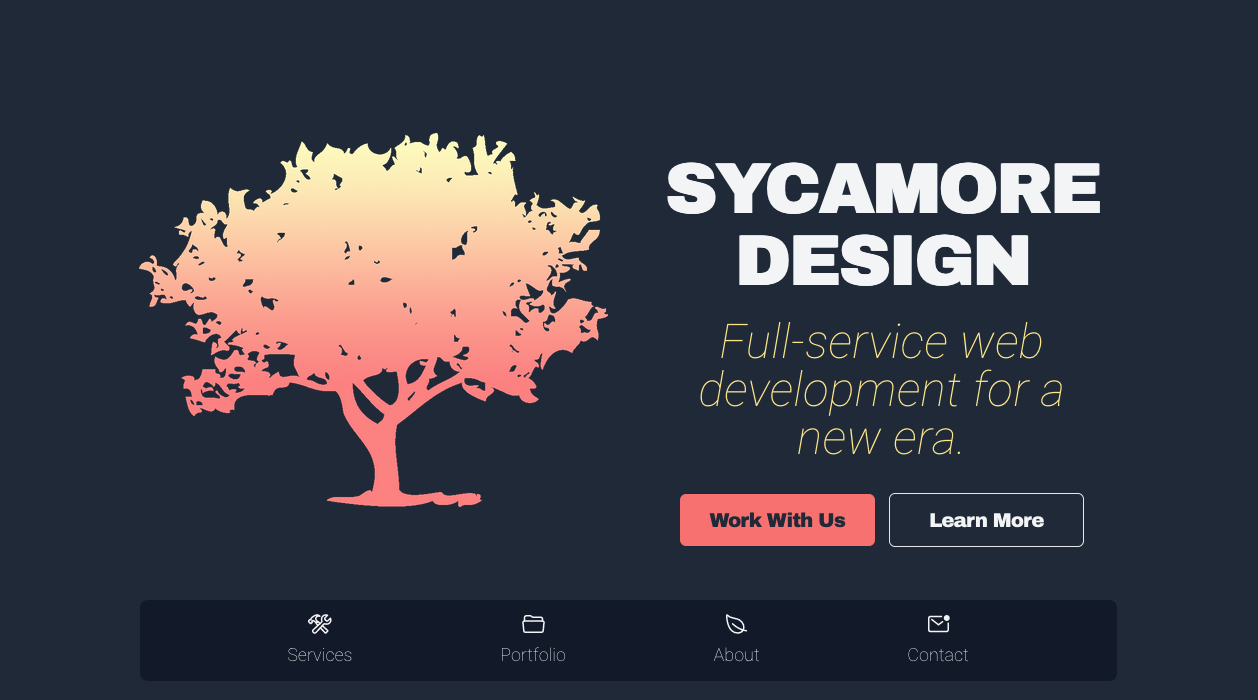 SYCAMORE
DESIGN
Full-service web
development for a
new era.
Work With Us
Learn More
Services
Portfolio
About
Contact